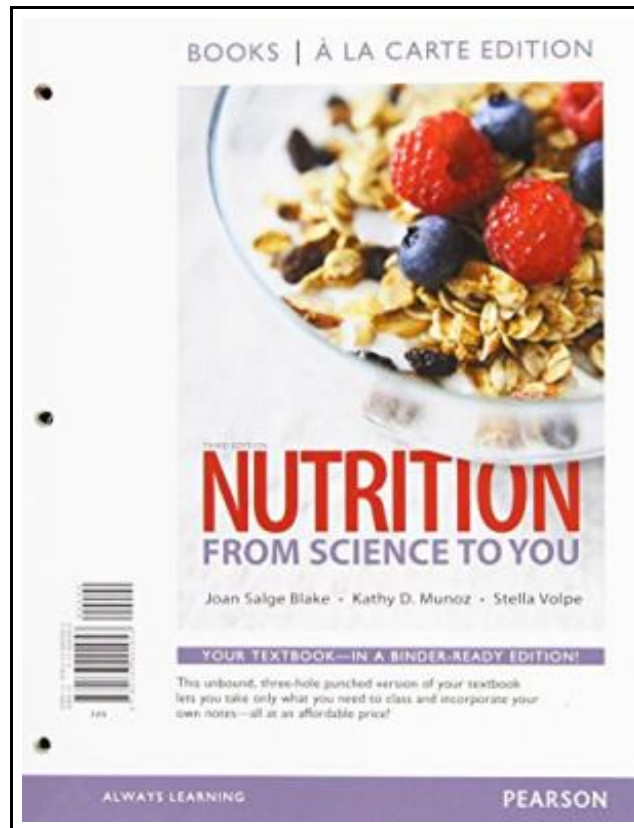 BOOKS | À LA CARTE EDITION
THIRD EDITION
NUTRITION
FROM SCIENCE TO YOU
Joan Salge Blake • Kathy D. Munoz • Stella Volpe
YOUR TEXTBOOK—IN A BINDER-READY EDITION!
This unbound, three-hole punched version of your textbook
lets you take only what you need to class and incorporate your
own notes—all at an affordable price!
ALWAYS LEARNING
PEARSON